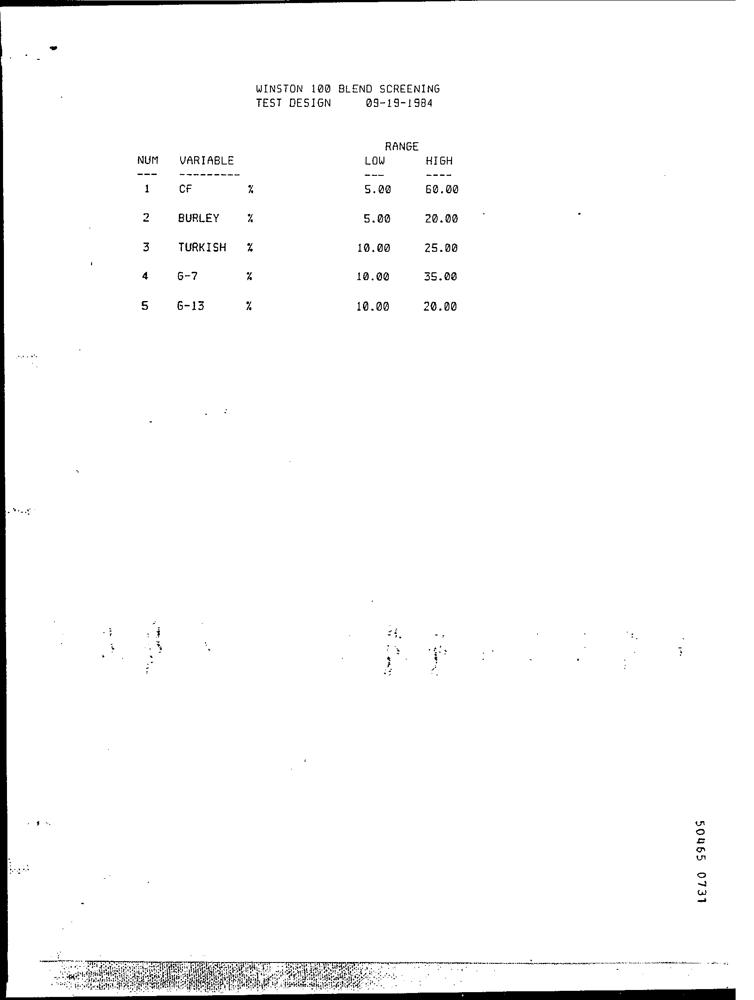 WINSTON 100 BLEND SCREENING
TEST DESIGN 09-19-1984
RANGE
NUM VARIABLE LOW HIGH
--- --------- --- ----
1 CF % 5.00 60.00
2 BURLEY % 5.00 20.00
3 TURKISH % 10.00 25.00
4 G-7 % 10.00 35.00
5 G-13 % 10.00 20.00
50465 0731